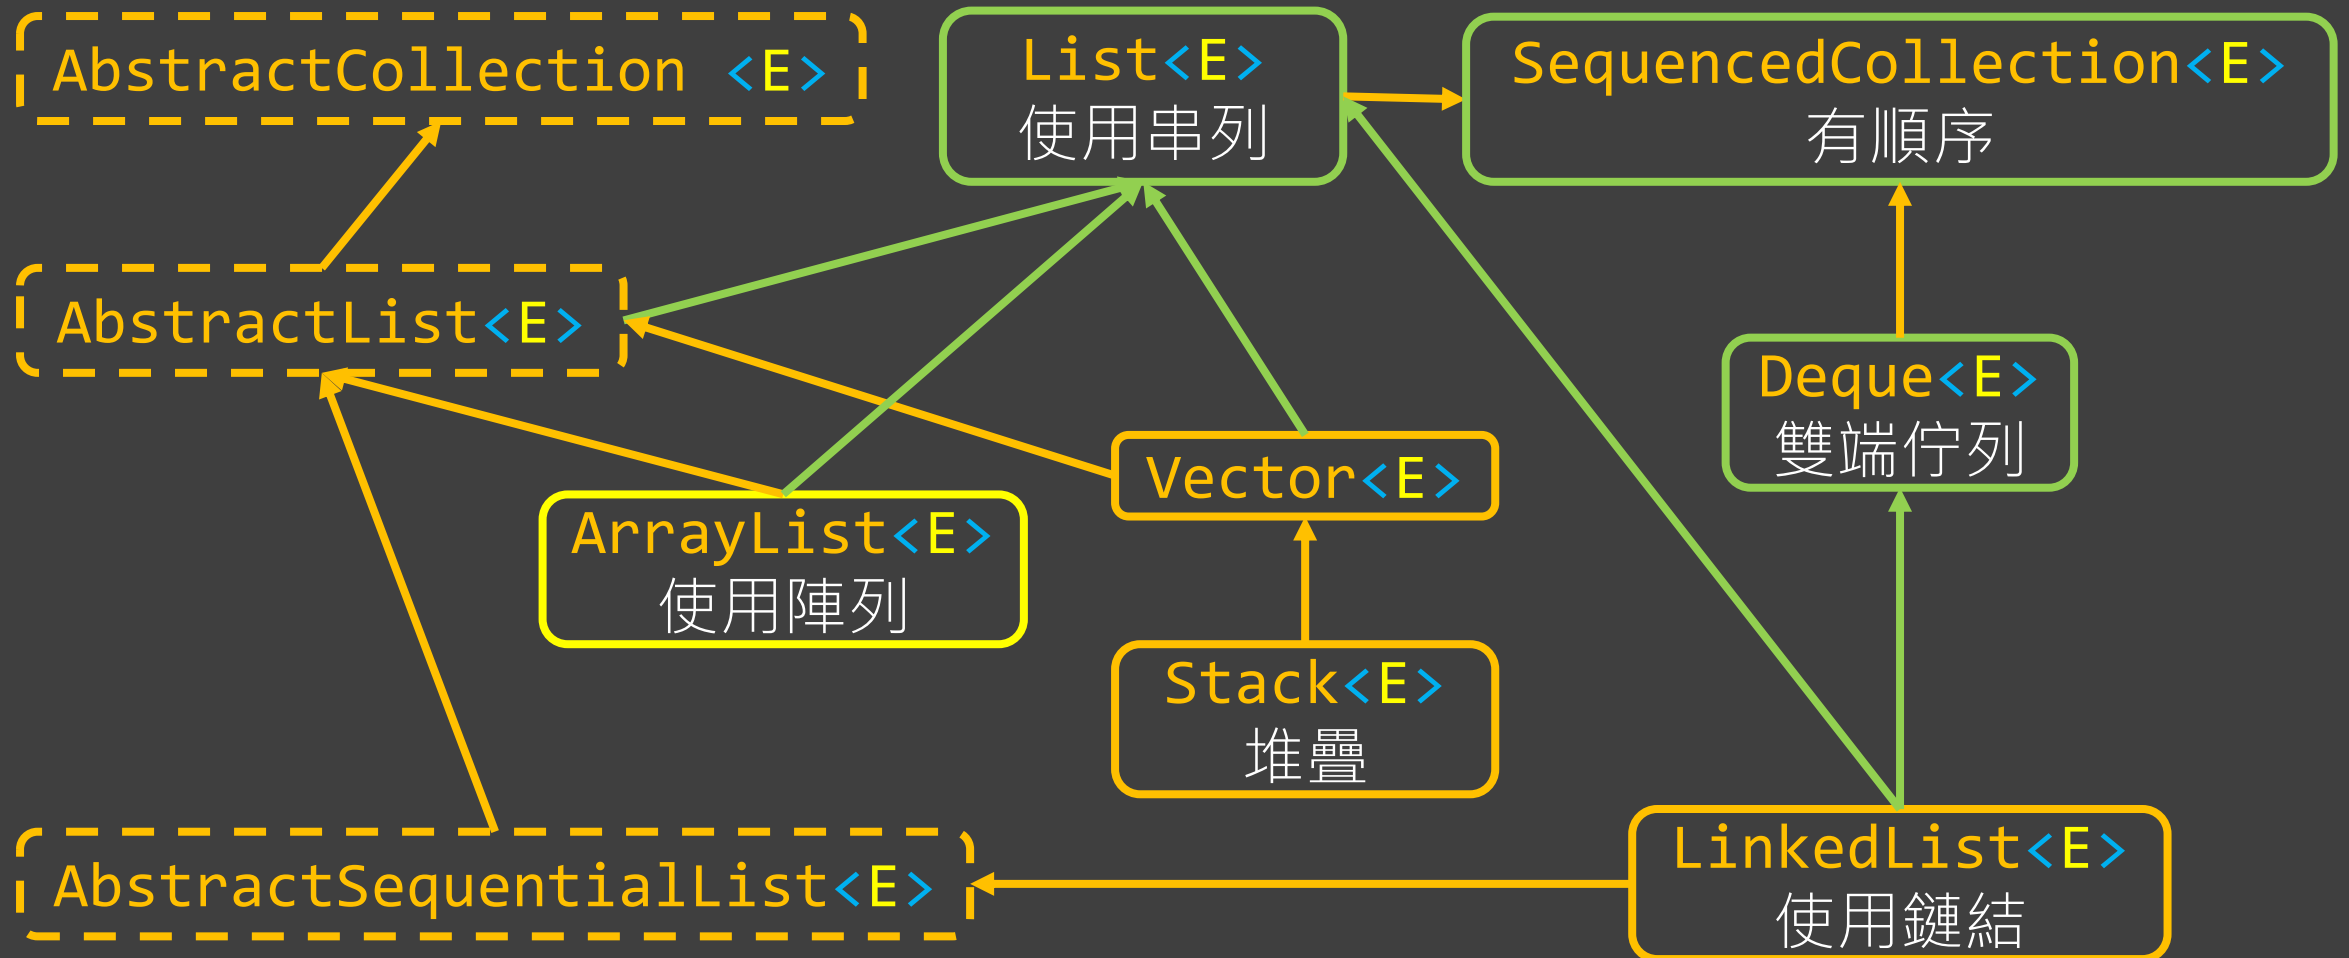 AbstractCollection <E>
List<E>
使用串列
SequencedCollection<E>
有順序
AbstractList<E>
Deque<E>
雙端佇列
Vector<E>
ArrayList<E>
使用陣列
Stack<E>
堆疊
AbstractSequentialList<E>
LinkedList<E>
使用鏈結